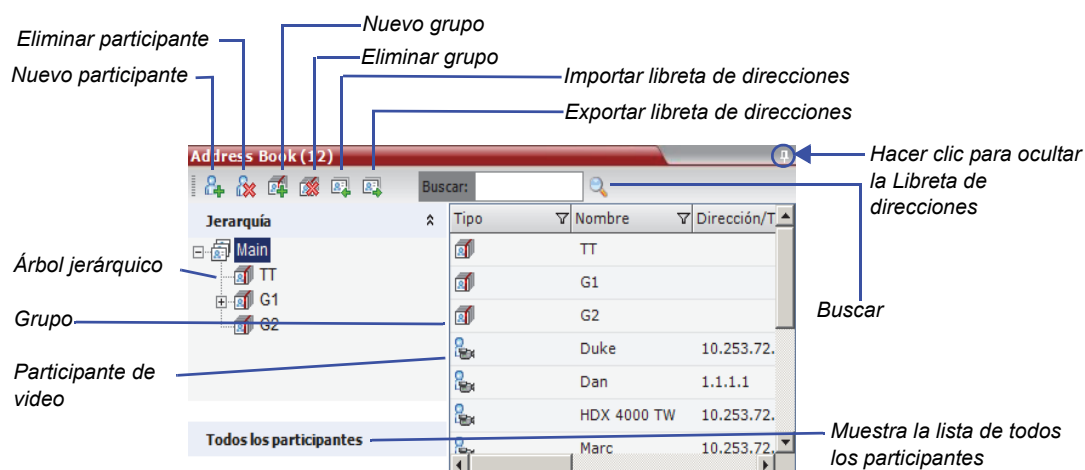 Nuevo grupo
Eliminar participante
Eliminar grupo
Nuevo participante
Importar libreta de direcciones
Exportar libreta de direcciones
Address Book (12)
Hacer clic para ocultar
la Libreta de
direcciones
Buscar:
Jerarquía
Tipo Nombre Dirección/T
Main
TT
G1
G2
TT
G1
G2
Duke 10.253.72.
Dan 1.1.1.1
HDX 4000 TW 10.253.72.
Marc 10.253.72.
Árbol jerárquico
Grupo
Participante de
video
Buscar
Todos los participantes
Muestra la lista de todos
los participantes